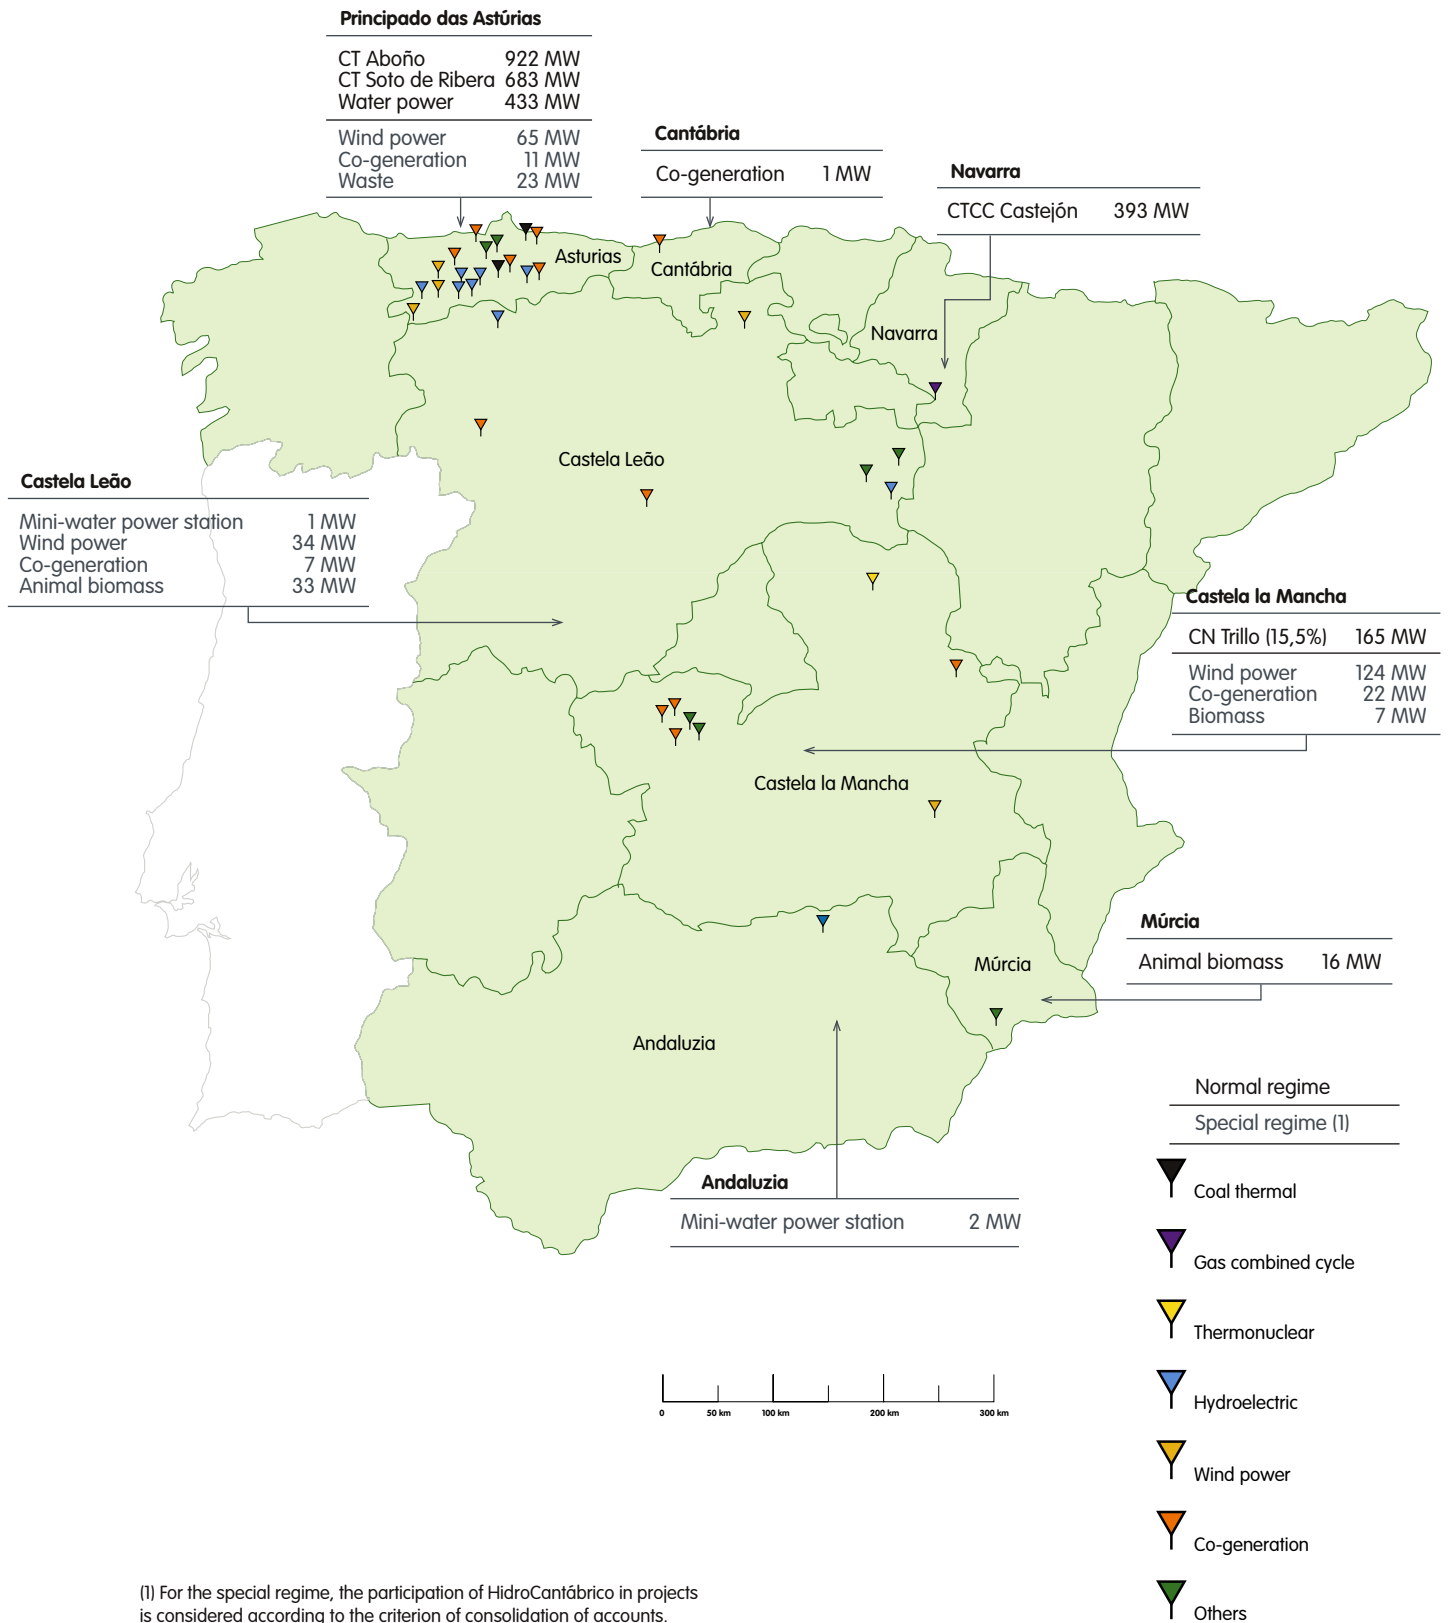 Principado das Astúrias
CT Aboño 922 MW
CT Soto de Ribera 683 MW
Water power 433 MW
Wind power 65 MW
Co-generation 11 MW
Waste 23 MW
Cantábria
Co-generation 1 MW
Navarra
CTCC Castejón 393 MW
Asturias
Cantábria
Navarra
Castela Leão
Castela Leão
Mini-water power station 1 MW
Wind power 34 MW
Co-generation 7 MW
Animal biomass 33 MW
Castela la Mancha
CN Trillo (15,5%) 165 MW
Wind power 124 MW
Co-generation 22 MW
Biomass 7 MW
Castela la Mancha
Múrcia
Animal biomass 16 MW
Múrcia
Andaluzia
Andaluzia
Mini-water power station 2 MW
Normal regime
Special regime (1)
Coal thermal
Gas combined cycle
Thermonuclear
Hydroelectric
Wind power
Co-generation
Others
0 50 km 100 km 200 km 300 km
(1) For the special regime, the participation of HidroCantábrico in projects
is considered according to the criterion of consolidation of accounts.